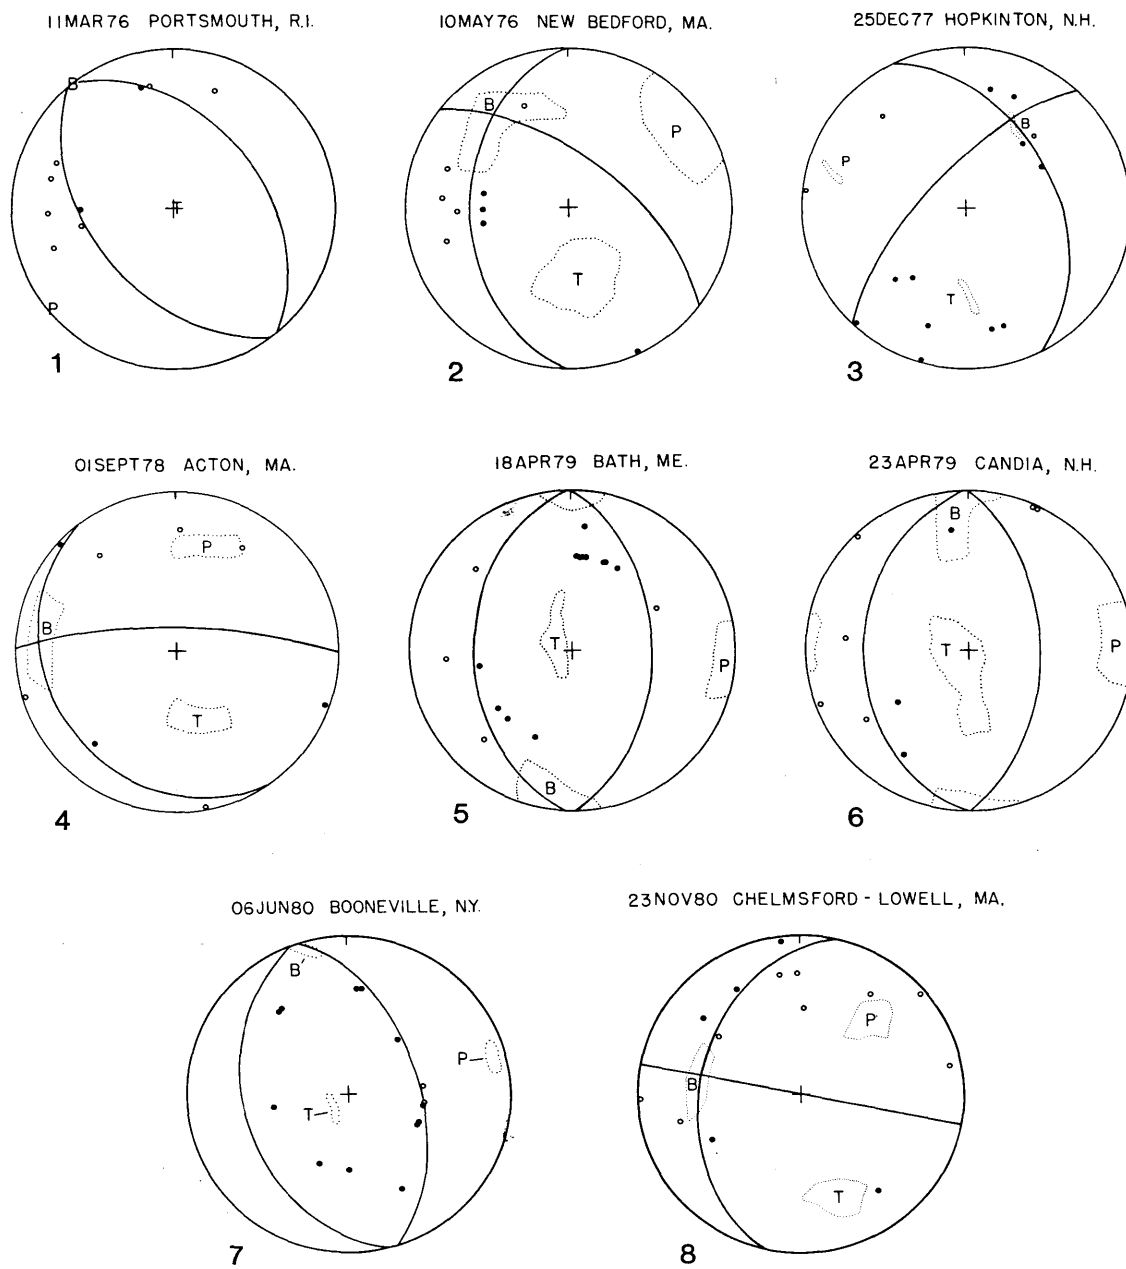 11MAR76 PORTSMOUTH, R.I.
10MAY76 NEW BEDFORD, MA.
25DEC77 HOPKINTON, N.H.
B
T
P
1
B
P
T
2
B
P
T
3
01SEPT78 ACTON, MA.
18APR79 BATH, ME.
23APR79 CANDIA, N.H.
P
B
T
4
T
P
B
5
B
T
P
6
06JUN80 BOONEVILLE, N.Y.
23NOV80 CHELMSFORD - LOWELL, MA.
B
P
T
7
P
B
T
8